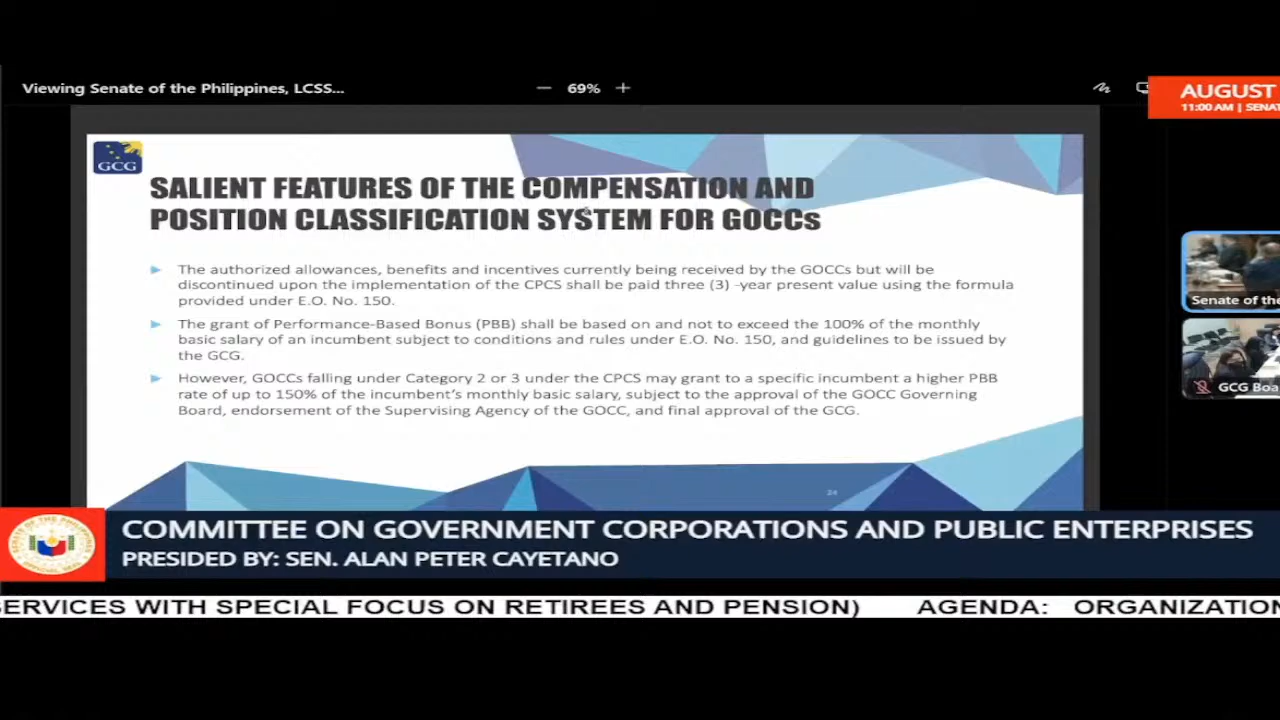 Viewing Senate of the Philippines, LCSS...
69%
AUGUST
11:00 AM | SENAT
GCG
SALIENT FEATURES OF THE COMPENSATION AND
POSITION CLASSIFICATION SYSTEM FOR GOCCs
The authorized allowances, benefits and incentives currently being received by the GOCCs but will be
discontinued upon the implementation of the CPCS shall be paid three (3) -year present value using the formula
provided under E.O. No. 150.
The grant of Performance-Based Bonus (PBB) shall be based on and not to exceed the 100% of the monthly
basic salary of an incumbent subject to conditions and rules under E.O. No. 150, and guidelines to be issued by
the GCG.
However, GOCCs falling under Category 2 or 3 under the CPCS may grant to a specific incumbent a higher PBB
rate of up to 150% of the incumbent's monthly basic salary, subject to the approval of the GOCC Governing
Board, endorsement of the Supervising Agency of the GOCC, and final approval of the GCG.
24
Senate of the
GCG Boa
COMMITTEE ON GOVERNMENT CORPORATIONS AND PUBLIC ENTERPRISES
PRESIDED BY: SEN. ALAN PETER CAYETANO
SERVICES WITH SPECIAL FOCUS ON RETIREES AND PENSION) AGENDA: ORGANIZATION